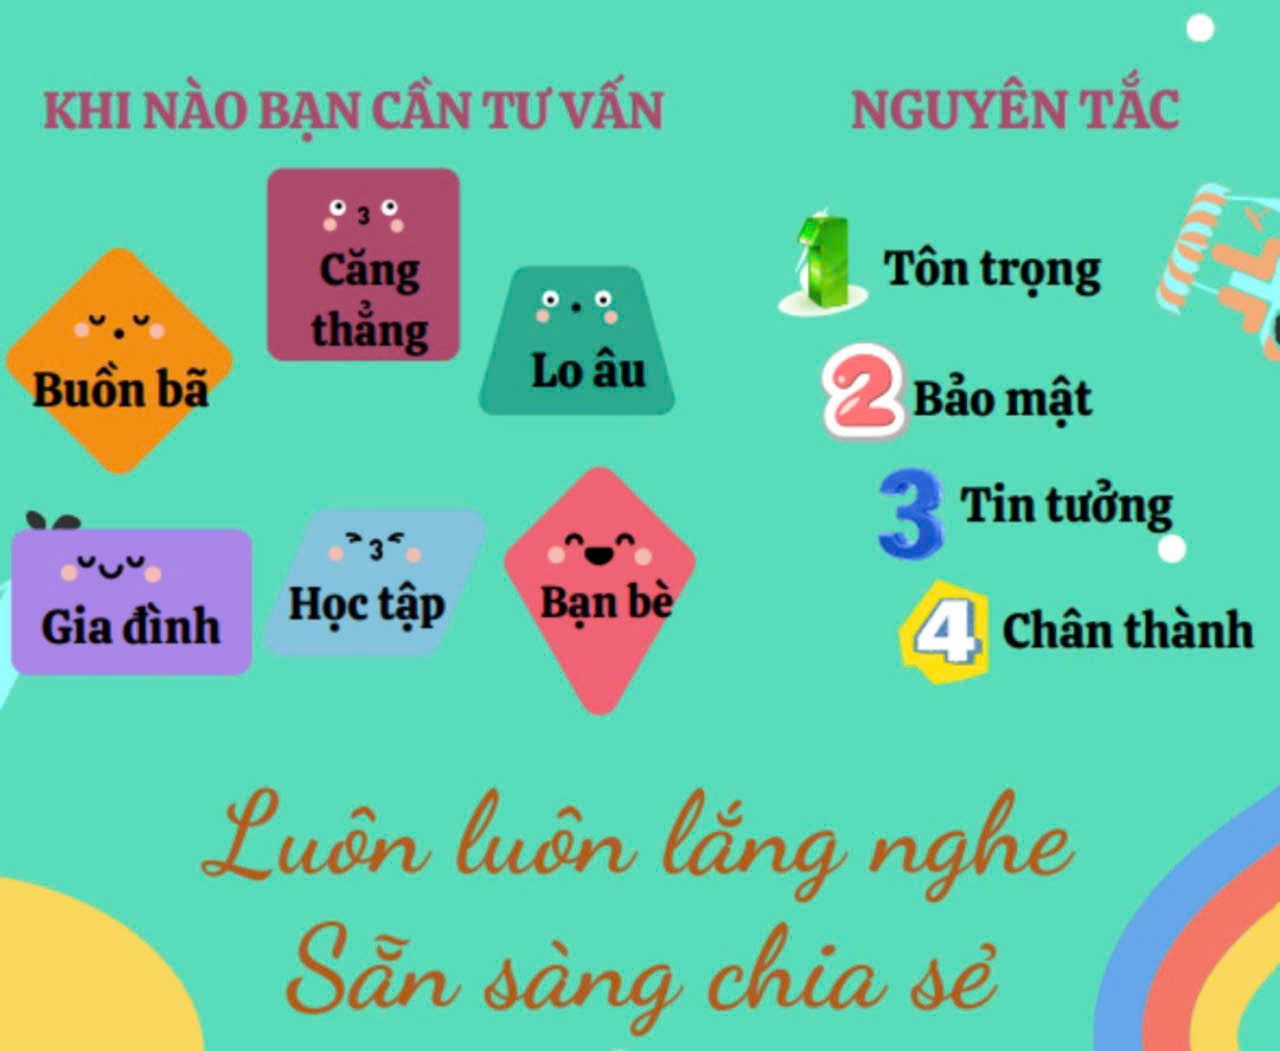 KHI NÀO BẠN CẦN TƯ VẤN
Căng
thẳng
Buồn bã
Lo âu
Gia đình
Học tập
Bạn bè
NGUYÊN TẮC
1 Tôn trọng
2 Bảo mật
3 Tin tưởng
4 Chân thành
Luôn luôn lắng nghe
Sẵn sàng chia sẻ